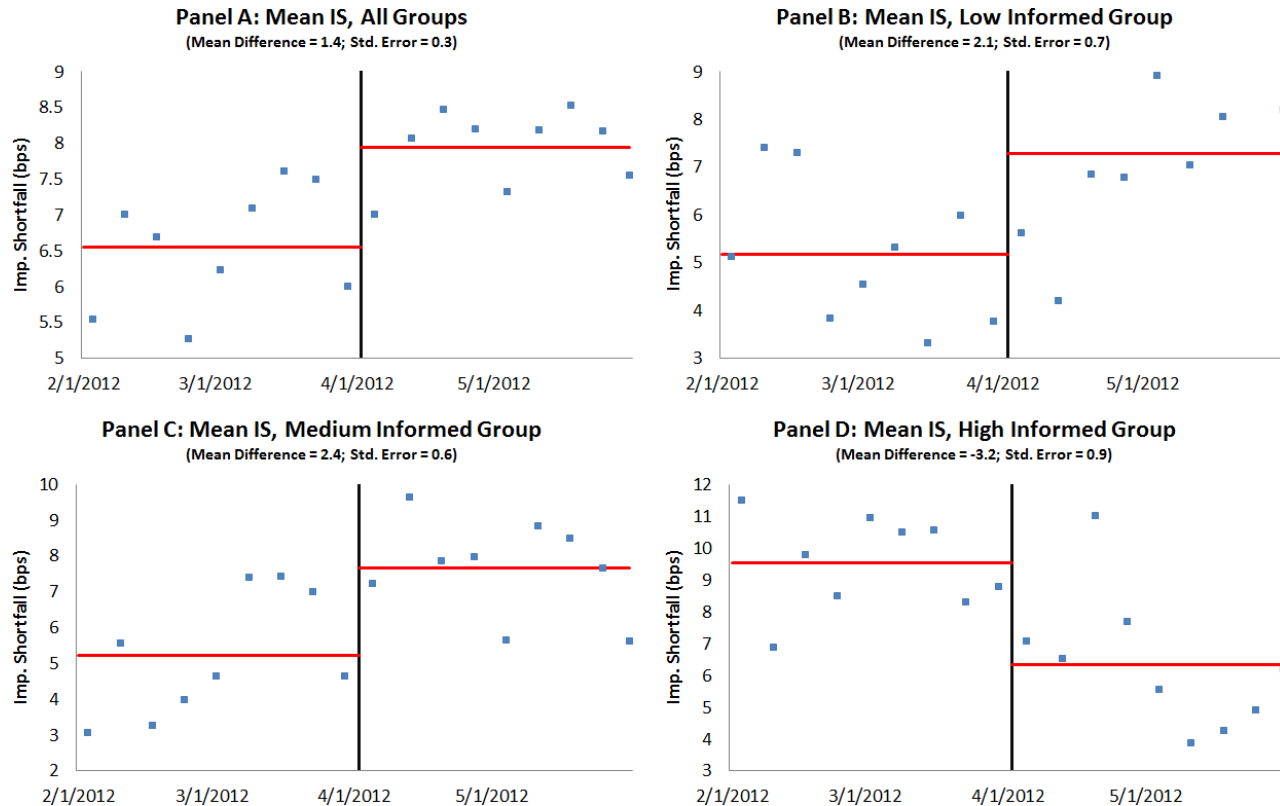 Panel A: Mean IS, All Groups
(Mean Difference = 1.4; Std. Error = 0.3)
Imp. Shortfall (bps)
9
8.5
8
7.5
7
6.5
6
5.5
5
2/1/2012 3/1/2012 4/1/2012 5/1/2012
Panel B: Mean IS, Low Informed Group
(Mean Difference = 2.1; Std. Error = 0.7)
Imp. Shortfall (bps)
9
8
7
6
5
4
3
2/1/2012 3/1/2012 4/1/2012 5/1/2012
Panel C: Mean IS, Medium Informed Group
(Mean Difference = 2.4; Std. Error = 0.6)
Imp. Shortfall (bps)
10
9
8
7
6
5
4
3
2
2/1/2012 3/1/2012 4/1/2012 5/1/2012
Panel D: Mean IS, High Informed Group
(Mean Difference = -3.2; Std. Error = 0.9)
Imp. Shortfall (bps)
12
11
10
9
8
7
6
5
4
3
2/1/2012 3/1/2012 4/1/2012 5/1/2012